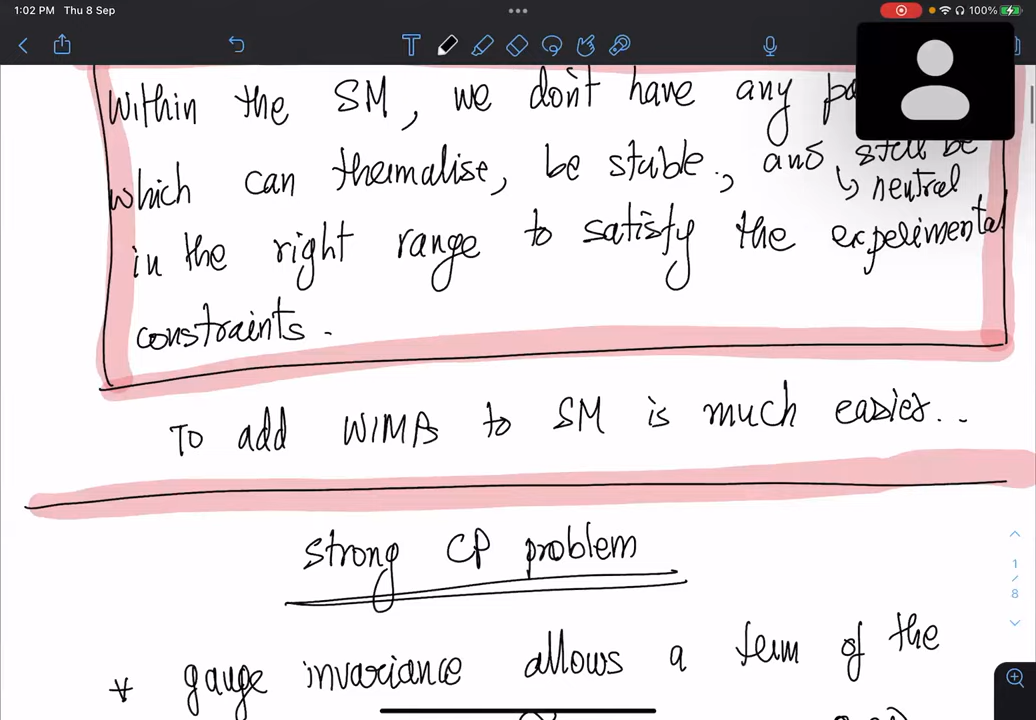 1:02 PM Thu 8 Sep
100%
T
within the SM, we don't have any
which can thermalise, be stable., and still be
neutral
in the right range to satisfy the experimental
constraints.
To add WIMPs to SM is much easier..
strong CP problem
gauge invariance allows a term of the
1
/
8